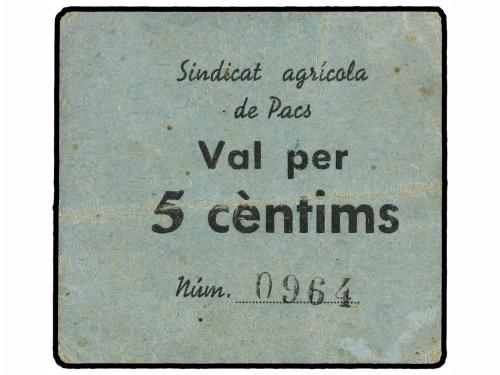 Sindicat agrícola
de Pacs
Val per
5 cèntims
Núm. 0964